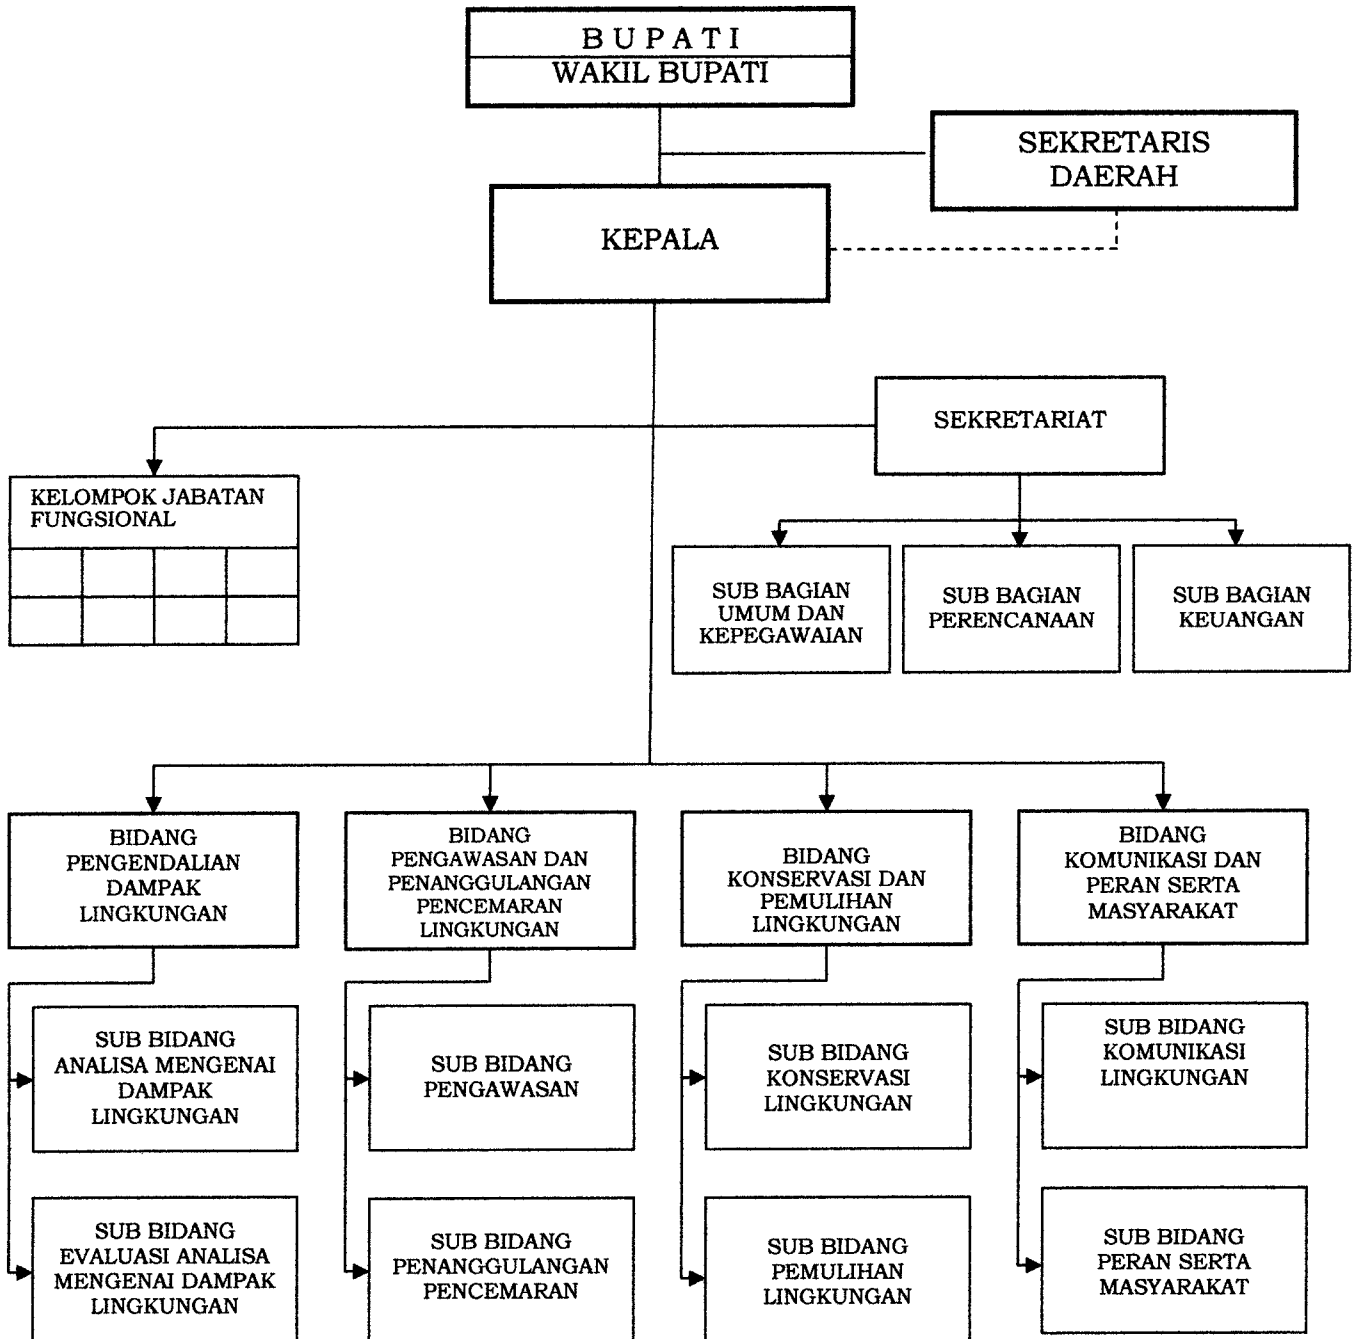 B U P A T I
WAKIL BUPATI
SEKRETARIS
DAERAH
KEPALA
SEKRETARIAT
KELOMPOK JABATAN
FUNGSIONAL
SUB BAGIAN
UMUM DAN
KEPEGAWAIAN
SUB BAGIAN
PERENCANAAN
SUB BAGIAN
KEUANGAN
BIDANG
PENGENDALIAN
DAMPAK
LINGKUNGAN
BIDANG
PENGAWASAN DAN
PENANGGULANGAN
PENCEMARAN
LINGKUNGAN
BIDANG
KONSERVASI DAN
PEMULIHAN
LINGKUNGAN
BIDANG
KOMUNIKASI DAN
PERAN SERTA
MASYARAKAT
SUB BIDANG
ANALISA MENGENAI
DAMPAK
LINGKUNGAN
SUB BIDANG
PENGAWASAN
SUB BIDANG
KONSERVASI
LINGKUNGAN
SUB BIDANG
KOMUNIKASI
LINGKUNGAN
SUB BIDANG
EVALUASI ANALISA
MENGENAI DAMPAK
LINGKUNGAN
SUB BIDANG
PENANGGULANGAN
PENCEMARAN
SUB BIDANG
PEMULIHAN
LINGKUNGAN
SUB BIDANG
PERAN SERTA
MASYARAKAT